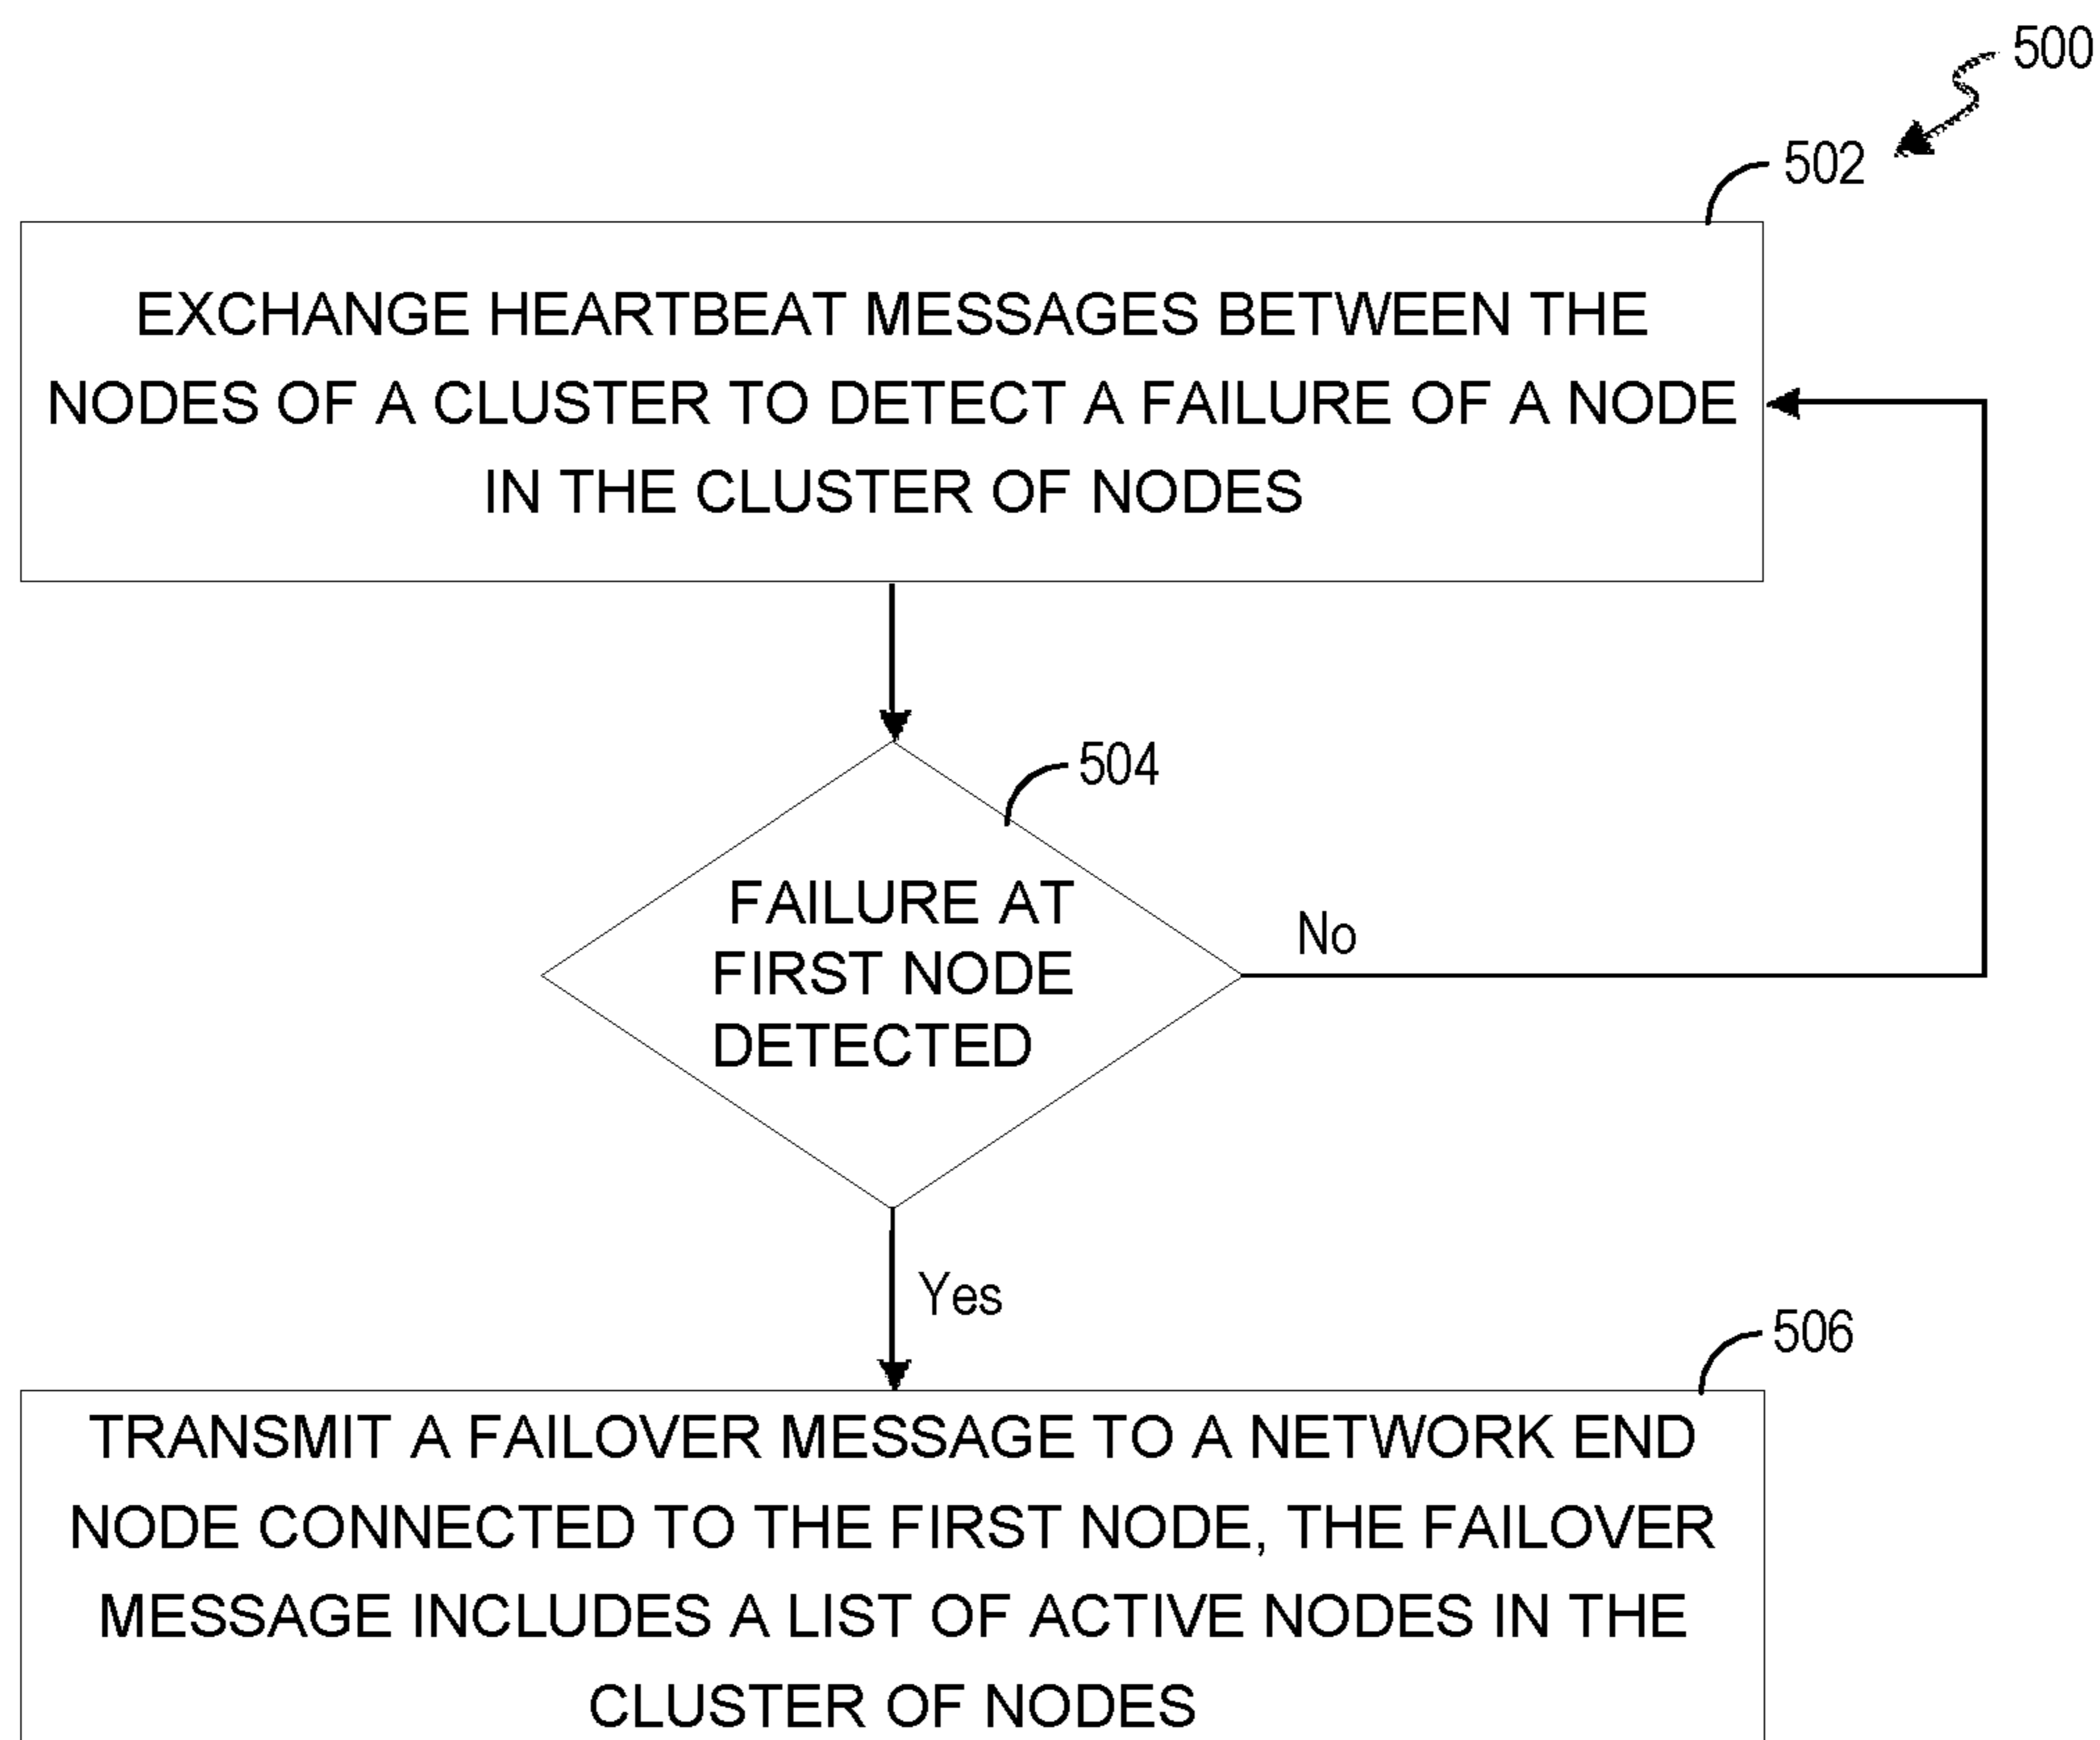 500
502
EXCHANGE HEARTBEAT MESSAGES BETWEEN THE
NODES OF A CLUSTER TO DETECT A FAILURE OF A NODE
IN THE CLUSTER OF NODES
504
FAILURE AT
FIRST NODE
DETECTED
No
Yes
506
TRANSMIT A FAILOVER MESSAGE TO A NETWORK END
NODE CONNECTED TO THE FIRST NODE, THE FAILOVER
MESSAGE INCLUDES A LIST OF ACTIVE NODES IN THE
CLUSTER OF NODES